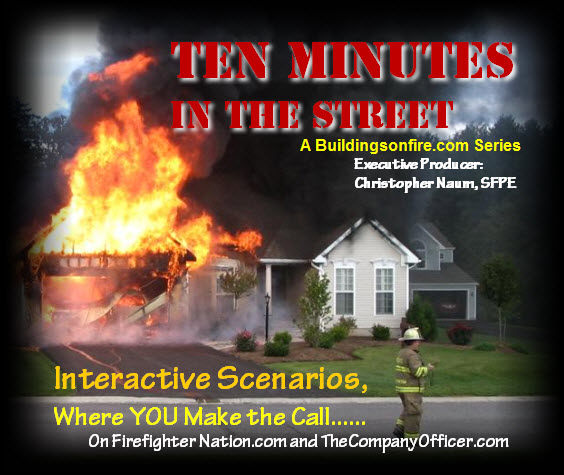 TEN MINUTES
IN THE STREET
A Buildingsonfire.com Series
Executive Producer:
Christopher Naum, SFPE
Interactive Scenarios,
Where YOU Make the Call......
On Firefighter Nation.com and TheCompanyOfficer.com